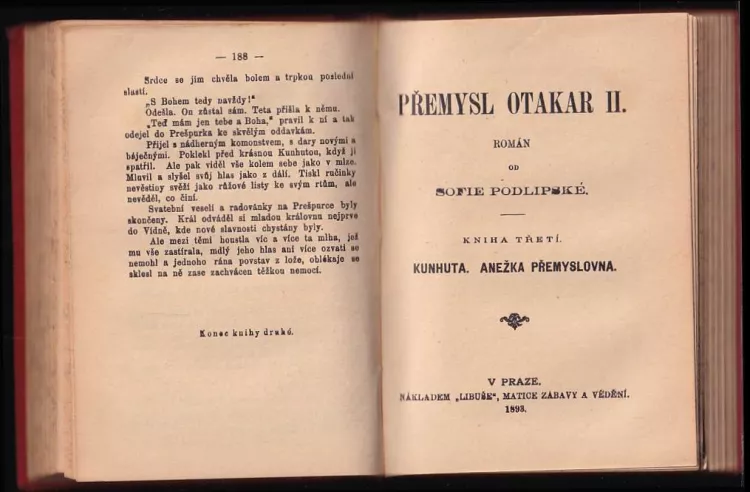 — 188 —
Srdce se jim chvěla bolem a trpkou poslední
slastí.
„S Bohem tedy navždy!“
Odešla. On zůstal sám. Teta přišla k němu.
„Teď mám jen tebe a Boha,“ pravil k ní a tak
odejel do Prešpurka ke skvělým oddavkám.
Přijel s nádherným komonstvem, s dary novými a
báječnými. Poklekl před krásnou Kunhutou, když ji
spatřil. Ale pak viděl vše kolem sebe jako v mlze.
Mluvil a slyšel svůj hlas jako z dálí. Tiskl ručinky
nevěstiny svěží jako růžové listy ke svým rtům, ale
nevěděl, co činí.
Svatební veselí a radovánky na Prešpurce byly
skončeny. Král odváděl si mladou královnu nejprve
do Vídně, kde nové slavnosti chystány byly.
Ale mezi těmi houstla víc a více ta mlha, jež
mu vše zastírala, mdlý jeho hlas ani více ozvati se
nemohl a jednoho rána povstav z lože, oblékaje se
sklesl na ně zase zachvácen těžkou nemocí.
Konec knihy druhé.
PŘEMYSL OTAKAR II.
ROMÁN
OD
SOFIE PODLIPSKÉ.
KNIHA TŘETÍ.
KUNHUTA. ANEŽKA PŘEMYSLOVNA.
V PRAZE.
NÁKLADEM „LIBUŠE“, MATICE ZÁBAVY A VĚDĚNÍ.
1893.